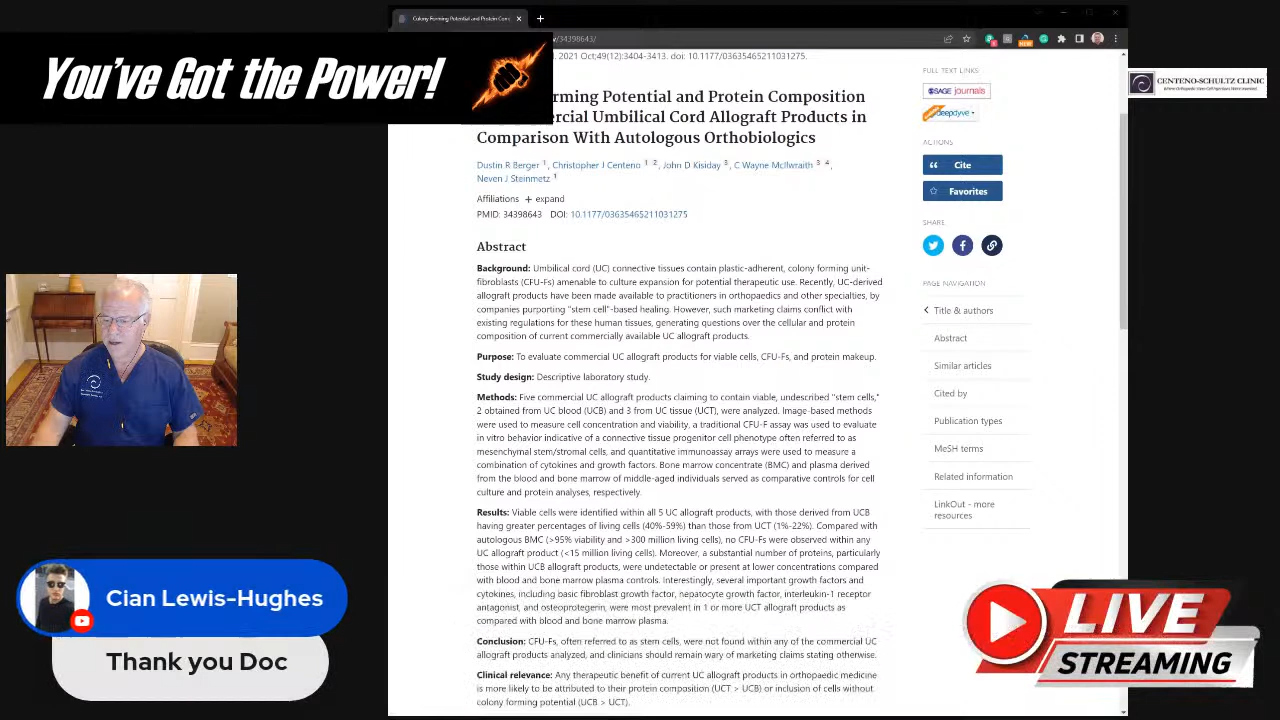 Colony Forming Potential and Protein Com
/34398643/
You've Got the Power!
2021 Oct;49(12):3404-3413. doi: 10.1177/03635465211031275.
rming Potential and Protein Composition
rcial Umbilical Cord Allograft Products in
Comparison With Autologous Orthobiologics
Dustin R Berger 1, Christopher J Centeno 1 2, John D Kisiday 3, C Wayne McIlwraith 3 4,
Neven J Steinmetz 1
Affiliations + expand
PMID: 34398643 DOI: 10.1177/03635465211031275
Abstract
Background: Umbilical cord (UC) connective tissues contain plastic-adherent, colony forming unit-
fibroblasts (CFU-Fs) amenable to culture expansion for potential therapeutic use. Recently, UC-derived
allograft products have been made available to practitioners in orthopaedics and other specialties, by
companies purporting "stem cell"-based healing. However, such marketing claims conflict with
existing regulations for these human tissues, generating questions over the cellular and protein
composition of current commercially available UC allograft products.
Purpose: To evaluate commercial UC allograft products for viable cells, CFU-Fs, and protein makeup.
Study design: Descriptive laboratory study.
Methods: Five commercial UC allograft products claiming to contain viable, undescribed "stem cells,"
2 obtained from UC blood (UCB) and 3 from UC tissue (UCT), were analyzed. Image-based methods
were used to measure cell concentration and viability, a traditional CFU-F assay was used to evaluate
in vitro behavior indicative of a connective tissue progenitor cell phenotype often referred to as
mesenchymal stem/stromal cells, and quantitative immunoassay arrays were used to measure a
combination of cytokines and growth factors. Bone marrow concentrate (BMC) and plasma derived
from the blood and bone marrow of middle-aged individuals served as comparative controls for cell
culture and protein analyses, respectively.
Results: Viable cells were identified within all 5 UC allograft products, with those derived from UCB
having greater percentages of living cells (40%-59%) than those from UCT (1%-22%). Compared with
autologous BMC (>95% viability and >300 million living cells), no CFU-Fs were observed within any
UC allograft product (<15 million living cells). Moreover, a substantial number of proteins, particularly
those within UCB allograft products, were undetectable or present at lower concentrations compared
with blood and bone marrow plasma controls. Interestingly, several important growth factors and
cytokines, including basic fibroblast growth factor, hepatocyte growth factor, interleukin-1 receptor
antagonist, and osteoprotegerin, were most prevalent in 1 or more UCT allograft products as
compared with blood and bone marrow plasma.
Conclusion: CFU-Fs, often referred to as stem cells, were not found within any of the commercial UC
allograft products analyzed, and clinicians should remain wary of marketing claims stating otherwise.
Clinical relevance: Any therapeutic benefit of current UC allograft products in orthopaedic medicine
is more likely to be attributed to their protein composition (UCT > UCB) or inclusion of cells without
colony forming potential (UCB > UCT).
FULL TEXT LINKS
SAGE journals
deepdyve
ACTIONS
Cite
Favorites
SHARE
PAGE NAVIGATION
Title & authors
Abstract
Similar articles
Cited by
Publication types
MeSH terms
Related information
LinkOut - more
resources
CENTENO-SCHULTZ CLINIC
Cian Lewis-Hughes
Thank you Doc
LIVE
STREAMING